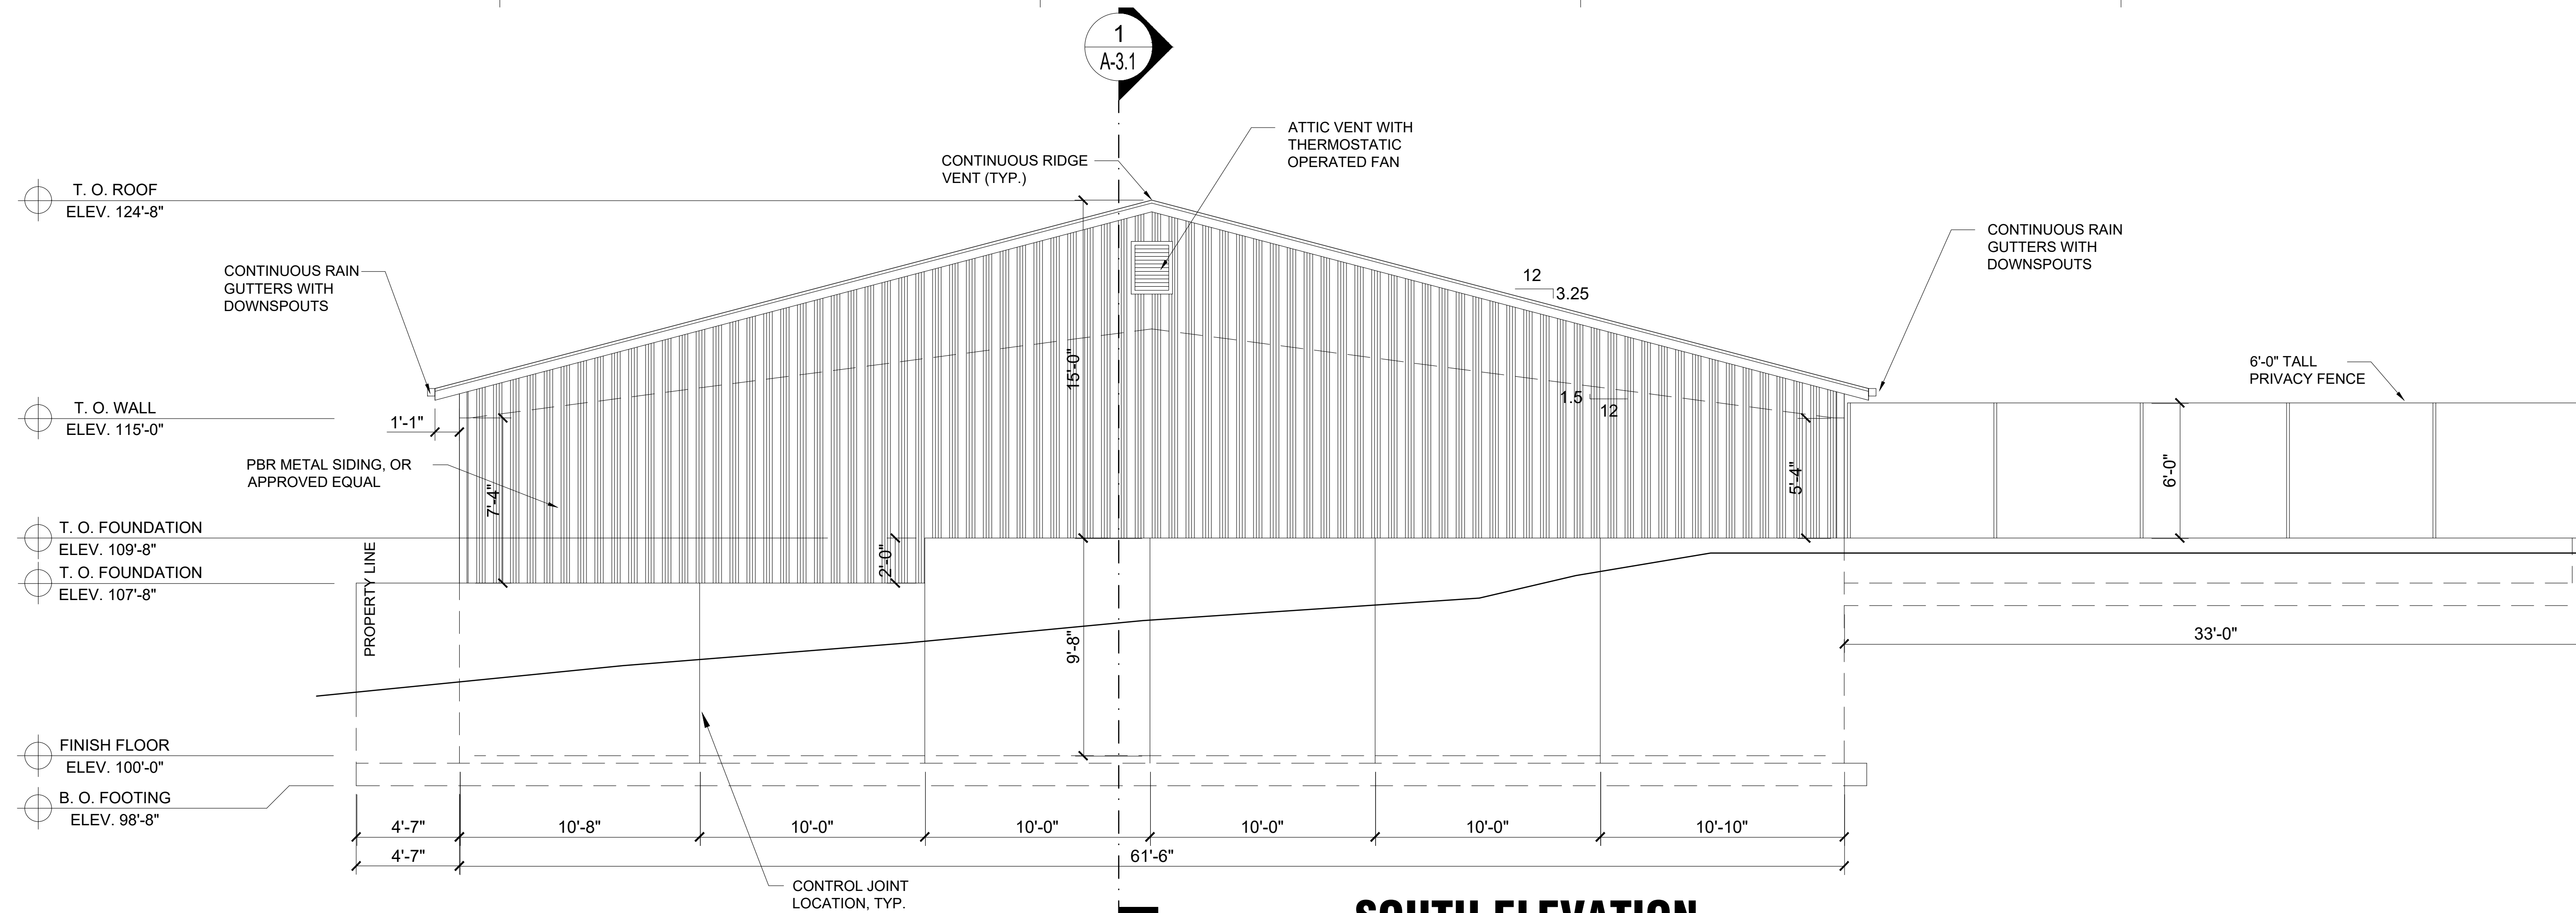 1
A-3.1
ATTIC VENT WITH
THERMOSTATIC
OPERATED FAN
CONTINUOUS RIDGE
VENT (TYP.)
T. O. ROOF
ELEV. 124'-8"
CONTINUOUS RAIN
GUTTERS WITH
DOWNSPOUTS
CONTINUOUS RAIN
GUTTERS WITH
DOWNSPOUTS
12
3.25
15'-0"
6'-0" TALL
PRIVACY FENCE
1.5
12
T. O. WALL
ELEV. 115'-0"
1'-1"
PBR METAL SIDING, OR
APPROVED EQUAL
7'-4"
5'-4"
6'-0"
T. O. FOUNDATION
ELEV. 109'-8"
T. O. FOUNDATION
ELEV. 107'-8"
PROPERTY LINE
2'-0"
9'-8"
33'-0"
FINISH FLOOR
ELEV. 100'-0"
B. O. FOOTING
ELEV. 98'-8"
4'-7"
10'-8"
10'-0"
10'-0"
10'-0"
10'-0"
10'-10"
4'-7"
61'-6"
CONTROL JOINT
LOCATION, TYP.
SOUTH ELEVATION